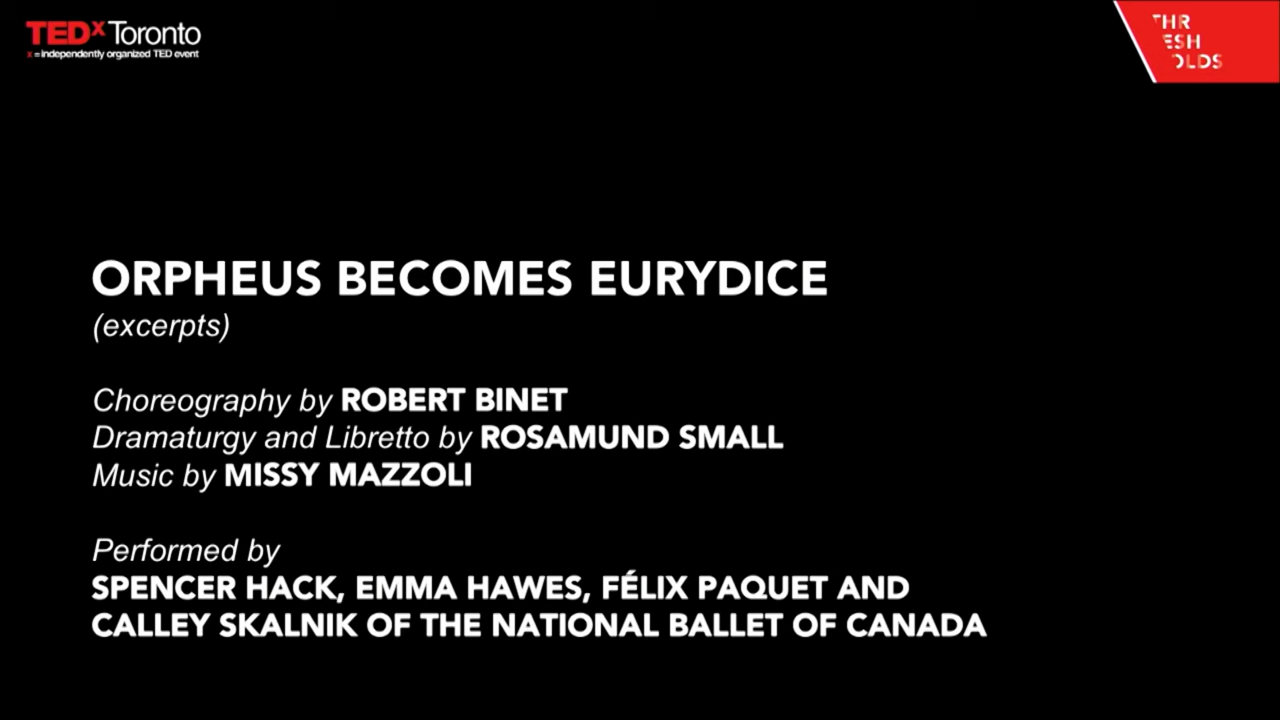 TEDxToronto
x = independently organized TED event
THR
ESH
OLDS
ORPHEUS BECOMES EURYDICE
(excerpts)
Choreography by ROBERT BINET
Dramaturgy and Libretto by ROSAMUND SMALL
Music by MISSY MAZZOLI
Performed by
SPENCER HACK, EMMA HAWES, FÉLIX PAQUET AND
CALLEY SKALNIK OF THE NATIONAL BALLET OF CANADA